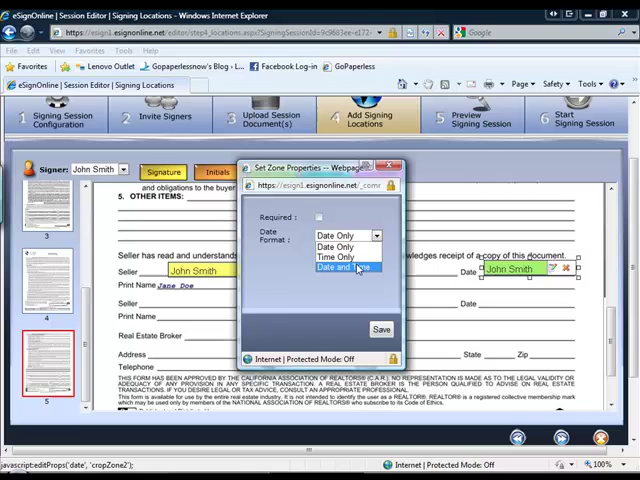 eSignOnline | Session Editor | Signing Locations - Windows Internet Explorer
https://esign1.esignonline.net/editor/step4_locations.aspx?SigningSessionId=9c9683ee-e172-
Google
File Edit View Favorites Tools Help
Favorites Lenovo Outlet Gopaperlessnow's Blog - ... Facebook Log-in GoPaperless
eSignOnline | Session Editor | Signing Locations
Page Safety Tools
1 Signing Configuration
2 Invite Signers
3 Upload Session Document(s)
4 Add Signing Locations
5 Preview Signing Session
6 Start Signing Session
Signer: John Smith Signature Initials
Set Zone Properties -- Webpage
https://esign1.esignonline.net/_comr
Required :
Date Format : Date Only
Date Only
Time Only
Date and Time
Save
Internet | Protected Mode: Off
and obligations to the buyer
5. OTHER ITEMS:
Seller has read and understands
wledges receipt of a copy of this document.
Seller John Smith
Date John Smith
Print Name Jane Doe
Seller
Date
Print Name
Real Estate Broker
By
Address
City
State Zip
Telephone
THIS FORM HAS BEEN APPROVED BY THE CALIFORNIA ASSOCIATION OF REALTORS® (C.A.R.). NO REPRESENTATION IS MADE AS TO THE LEGAL VALIDITY OR
ADEQUACY OF ANY PROVISION IN ANY SPECIFIC TRANSACTION. A REAL ESTATE BROKER IS THE PERSON QUALIFIED TO ADVISE ON REAL ESTATE
TRANSACTIONS. IF YOU DESIRE LEGAL OR TAX ADVICE, CONSULT AN APPROPRIATE PROFESSIONAL.
This form is available for use by the entire real estate industry. It is not intended to identify the user as a REALTOR®. REALTOR® is a registered collective membership mark
which may be used only by members of the NATIONAL ASSOCIATION OF REALTORS® who subscribe to its Code of Ethics.
3
4
5
javascript:editProps('date', 'cropZone2');
Internet | Protected Mode: Off